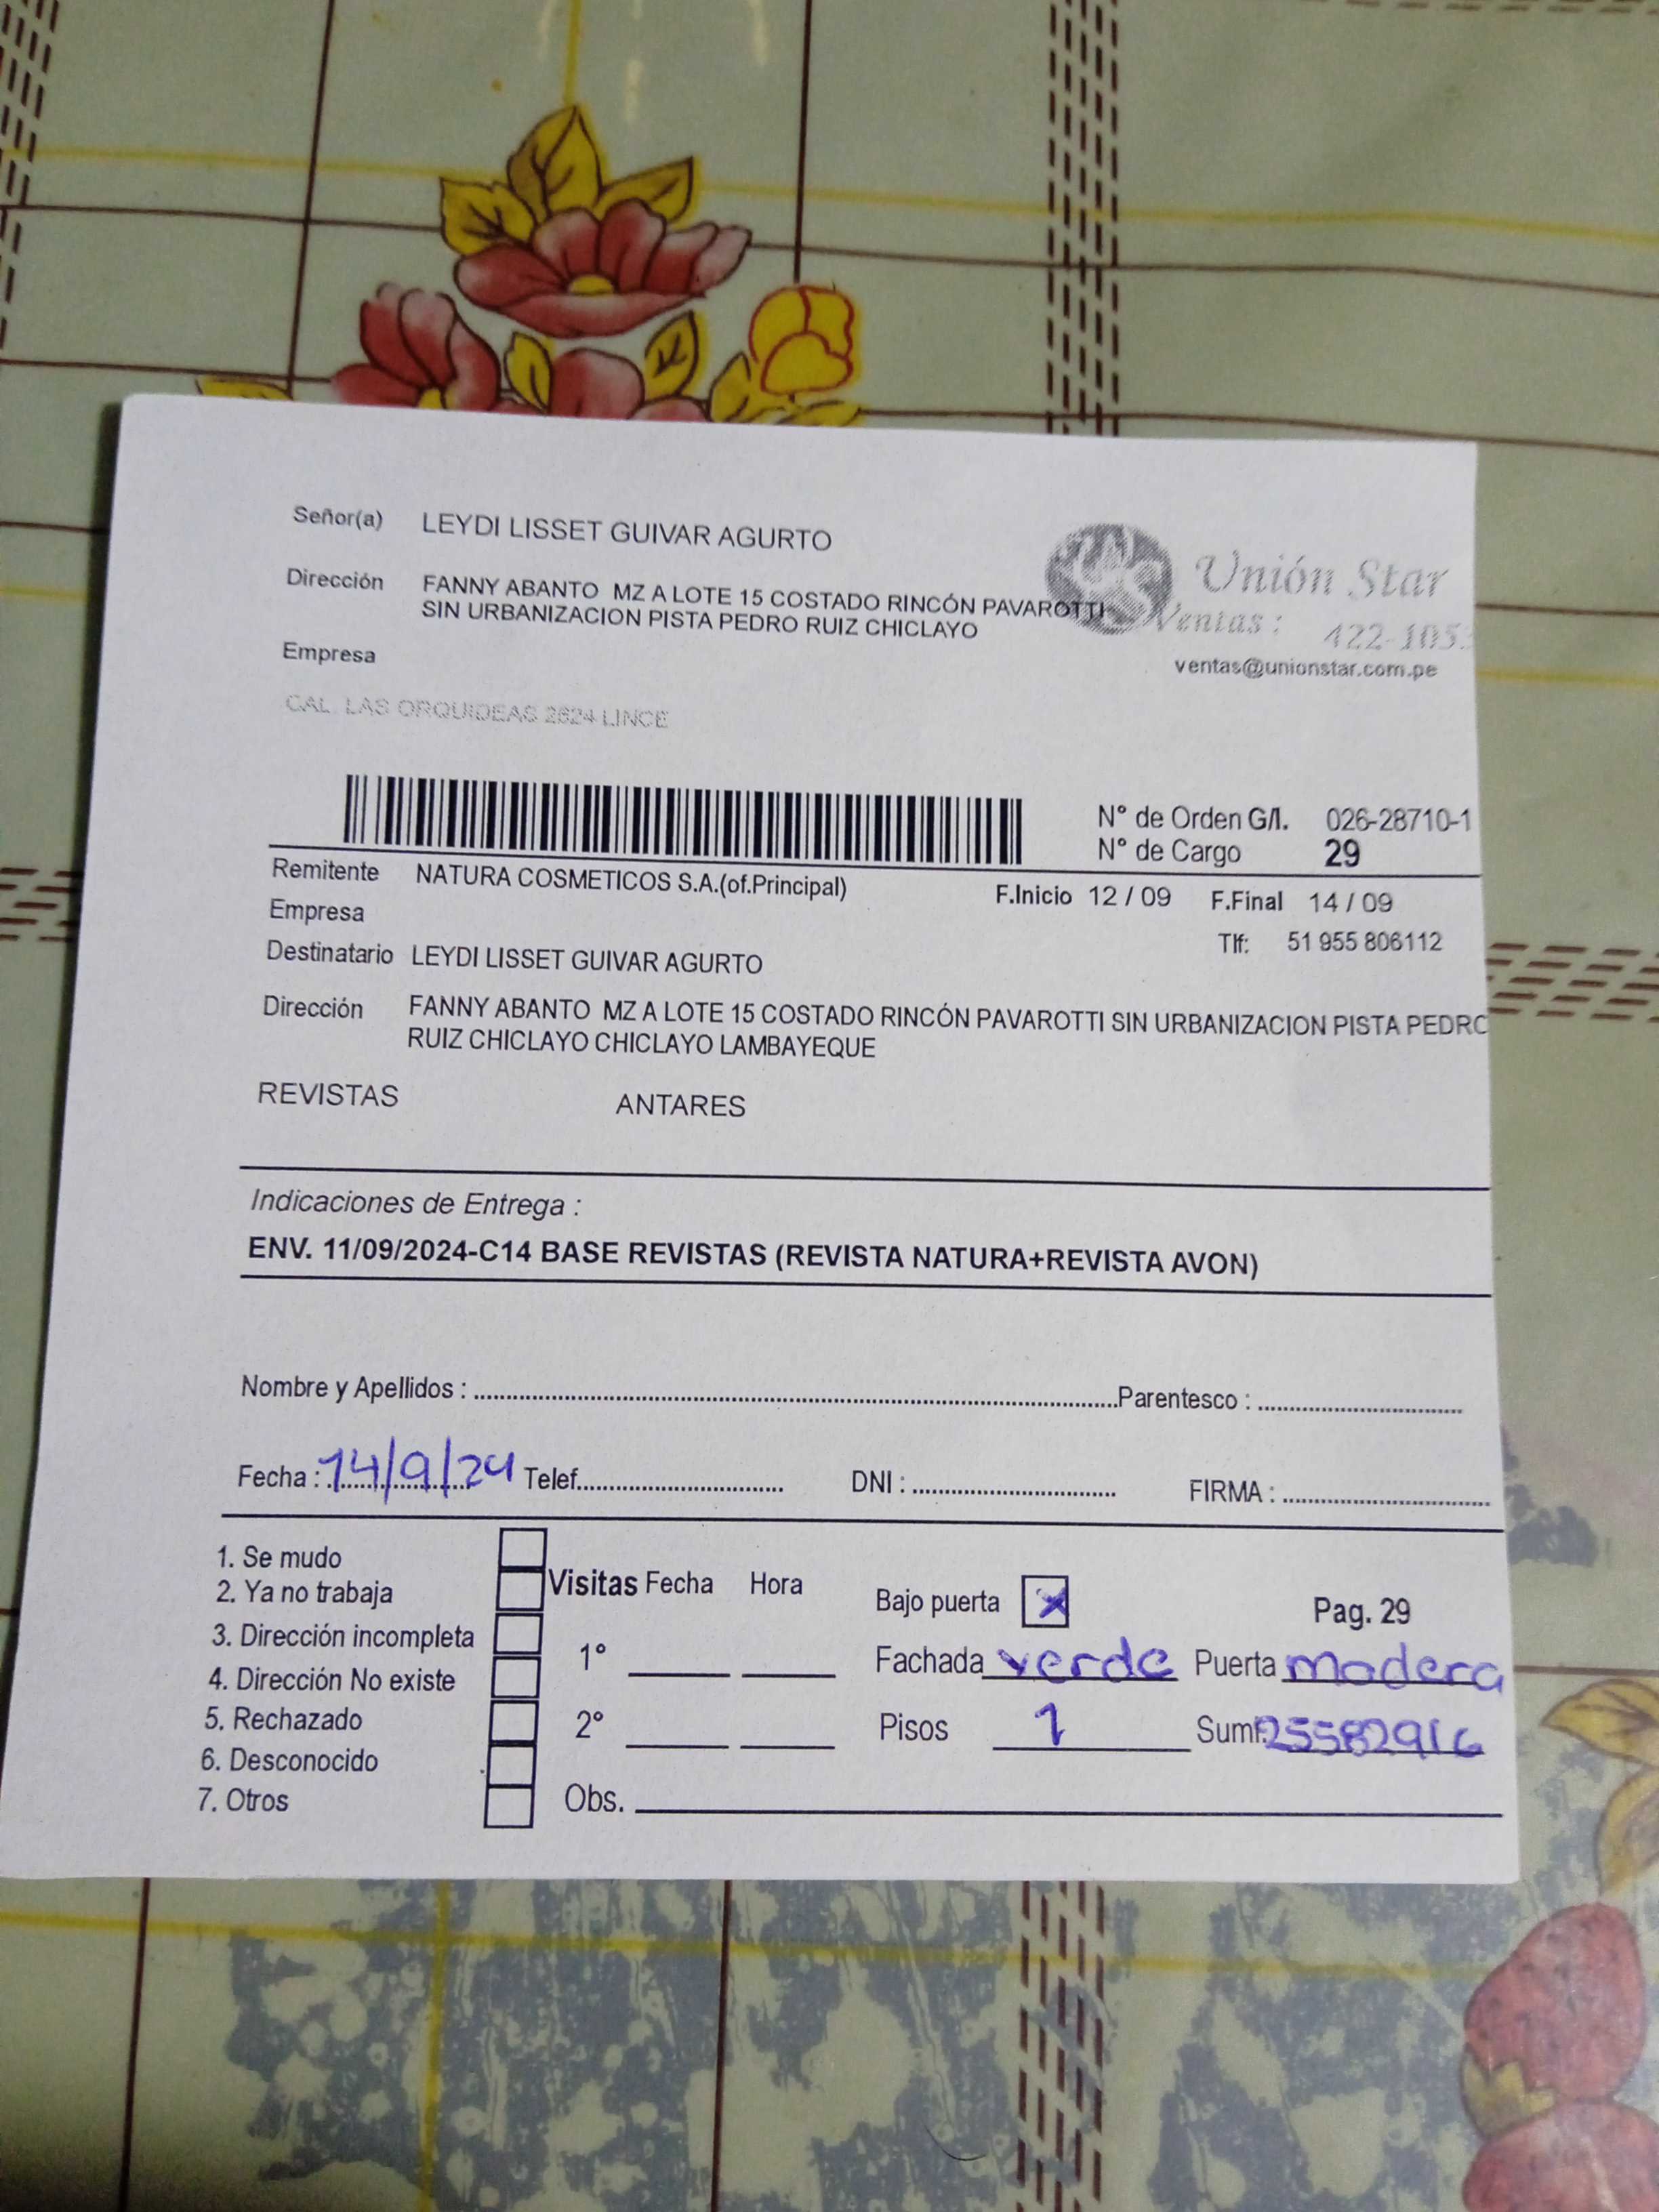 Señor(a) LEYDI LISSET GUIVAR AGURTO
Dirección FANNY ABANTO MZ A LOTE 15 COSTADO RINCÓN PAVAROTTI
SIN URBANIZACION PISTA PEDRO RUIZ CHICLAYO
Unión Star
Ventas : 422-105
ventas@unionstar.com.pe
Empresa
CAL. LAS ORQUIDEAS 2624 LINCE
N° de Orden G/I. 026-28710-1
N° de Cargo 29
Remitente NATURA COSMETICOS S.A.(of.Principal)
F.Inicio 12 / 09 F.Final 14 / 09
Empresa
Tlf: 51 955 806112
Destinatario LEYDI LISSET GUIVAR AGURTO
Dirección FANNY ABANTO MZ A LOTE 15 COSTADO RINCÓN PAVAROTTI SIN URBANIZACION PISTA PEDRO
RUIZ CHICLAYO CHICLAYO LAMBAYEQUE
REVISTAS ANTARES
Indicaciones de Entrega :
ENV. 11/09/2024-C14 BASE REVISTAS (REVISTA NATURA+REVISTA AVON)
Nombre y Apellidos : Parentesco :
Fecha : 14/9/24 Telef. DNI : FIRMA :
1. Se mudo
2. Ya no trabaja
3. Dirección incompleta
4. Dirección No existe
5. Rechazado
6. Desconocido
7. Otros
Visitas Fecha Hora
1°
2°
Obs.
Bajo puerta x
Pag. 29
Fachada verde Puerta madera
Pisos 1 Sum. 25582916